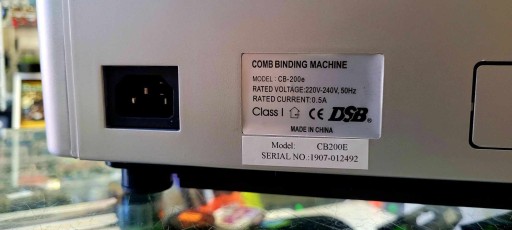 COMB BINDING MACHINE
MODEL : CB-200e
RATED VOLTAGE:220V-240V, 50Hz
RATED CURRENT:0.5A
Class I CE DSB®
MADE IN CHINA
Model: CB200E
SERIAL NO.:1907-012492